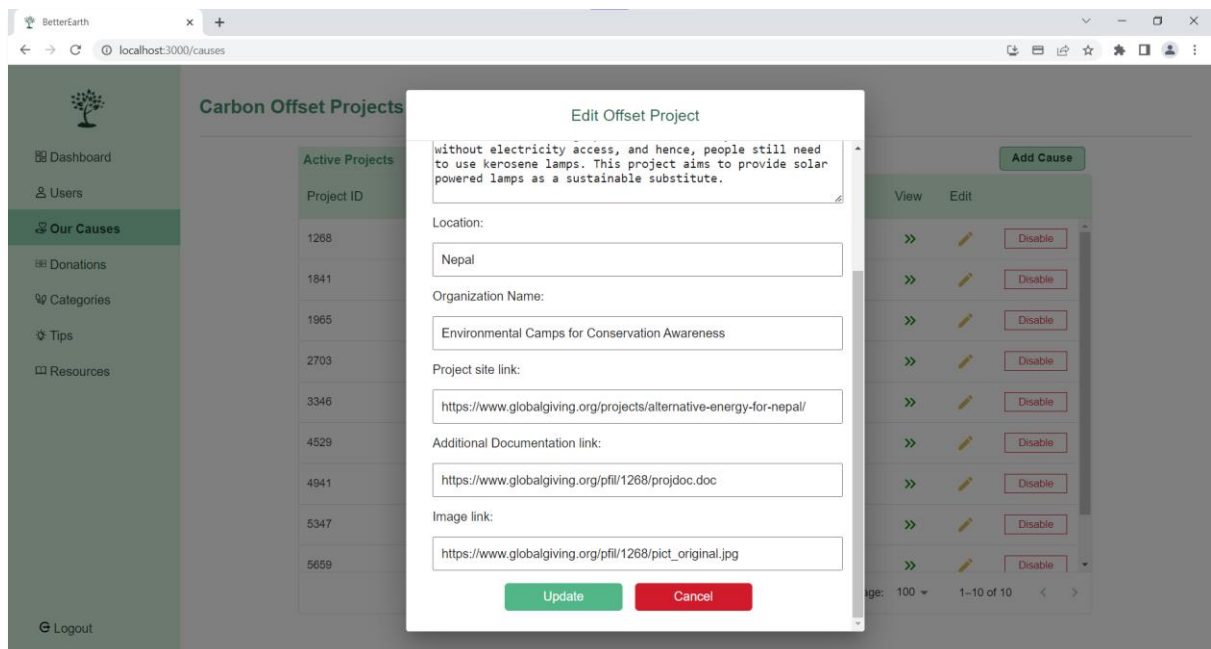 BetterEarth
localhost:3000/causes
Carbon Offset Projects
Dashboard
Users
Our Causes
Donations
Categories
Tips
Resources
Logout
Active Projects
Add Cause
Project ID
View
Edit
1268
Disable
1841
Disable
1965
Disable
2703
Disable
3346
Disable
4529
Disable
4941
Disable
5347
Disable
5659
Disable
100
1–10 of 10
Edit Offset Project
without electricity access, and hence, people still need
to use kerosene lamps. This project aims to provide solar
powered lamps as a sustainable substitute.
Location:
Nepal
Organization Name:
Environmental Camps for Conservation Awareness
Project site link:
https://www.globalgiving.org/projects/alternative-energy-for-nepal/
Additional Documentation link:
https://www.globalgiving.org/pfil/1268/projdoc.doc
Image link:
https://www.globalgiving.org/pfil/1268/pict_original.jpg
Update
Cancel